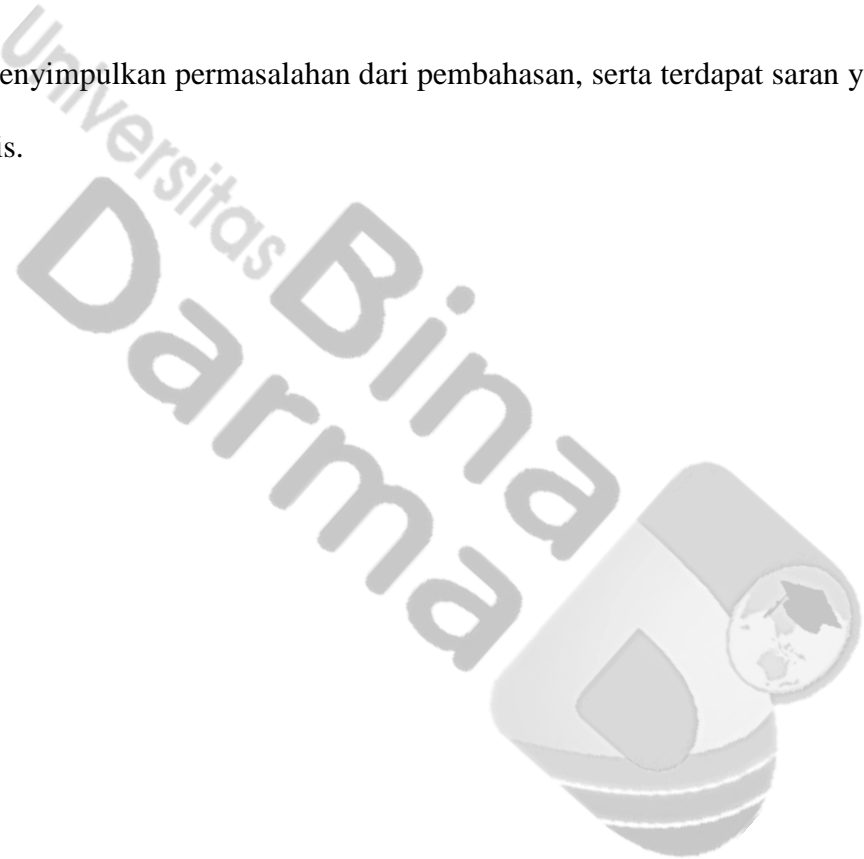 enyimpulkan permasalahan dari pembahasan, serta terdapat saran y
is.
Universitas
Bina
Darma